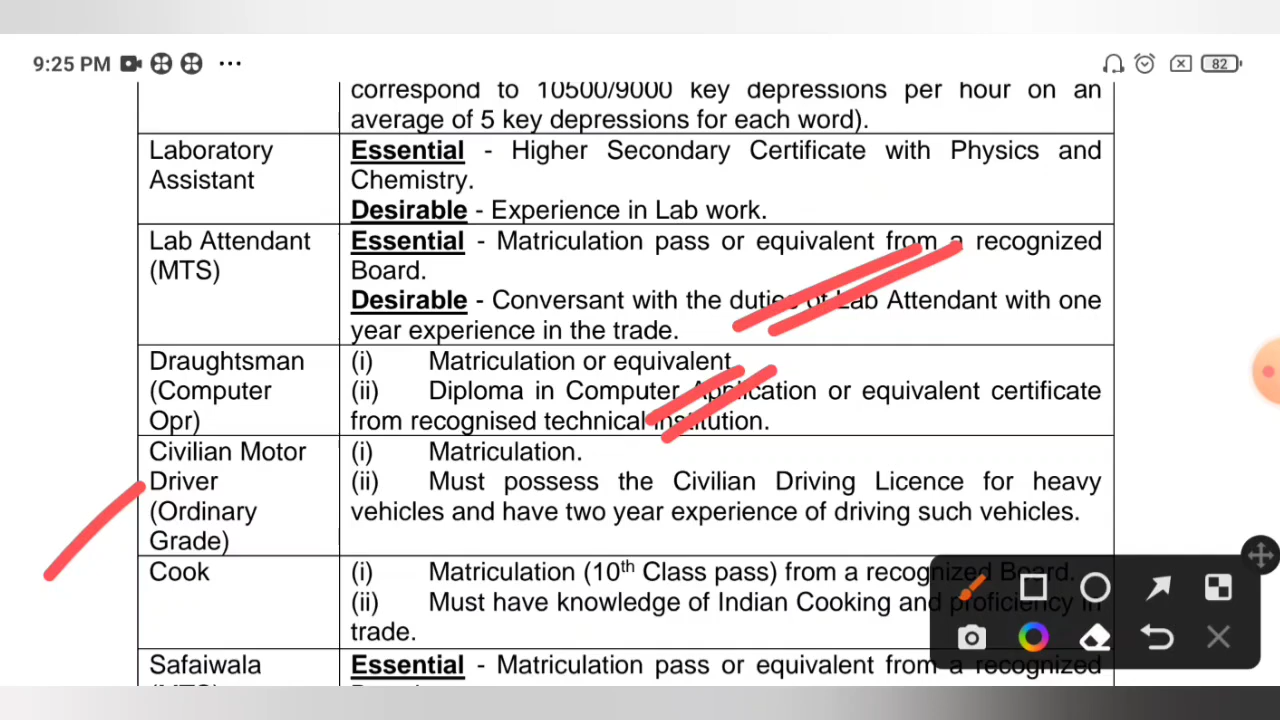 9:25 PM ...
82
correspond to 10500/9000 key depressions per hour on an
average of 5 key depressions for each word).
Laboratory
Assistant
Essential - Higher Secondary Certificate with Physics and
Chemistry.
Desirable - Experience in Lab work.
Lab Attendant
(MTS)
Essential - Matriculation pass or equivalent from a recognized
Board.
Desirable - Conversant with the duties of Lab Attendant with one
year experience in the trade.
Draughtsman
(Computer
Opr)
(i) Matriculation or equivalent
(ii) Diploma in Computer Application or equivalent certificate
from recognised technical institution.
Civilian Motor
Driver
(Ordinary
Grade)
(i) Matriculation.
(ii) Must possess the Civilian Driving Licence for heavy
vehicles and have two year experience of driving such vehicles.
Cook
(i) Matriculation (10th Class pass) from a recognized Board.
(ii) Must have knowledge of Indian Cooking and proficiency in
trade.
Safaiwala
Essential - Matriculation pass or equivalent from a recognized